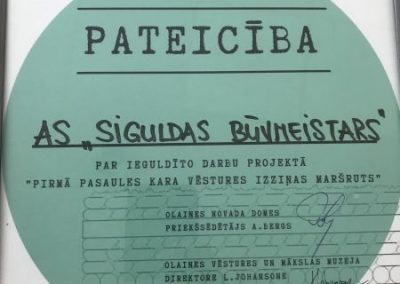 PATEICĪBA
AS „SIGULDAS BŪVMEISTARS"
PAR IEGULDĪTO DARBU PROJEKTĀ
"PIRMĀ PASAULES KARA VĒSTURES IZZIŅAS MARŠRUTS"
OLAINES NOVADA DOMES
PRIEKŠSĒDĒTĀJS A.BERGS
OLAINES VĒSTURES UN MĀKSLAS MUZEJA
DIREKTORE L.JOHANSONE